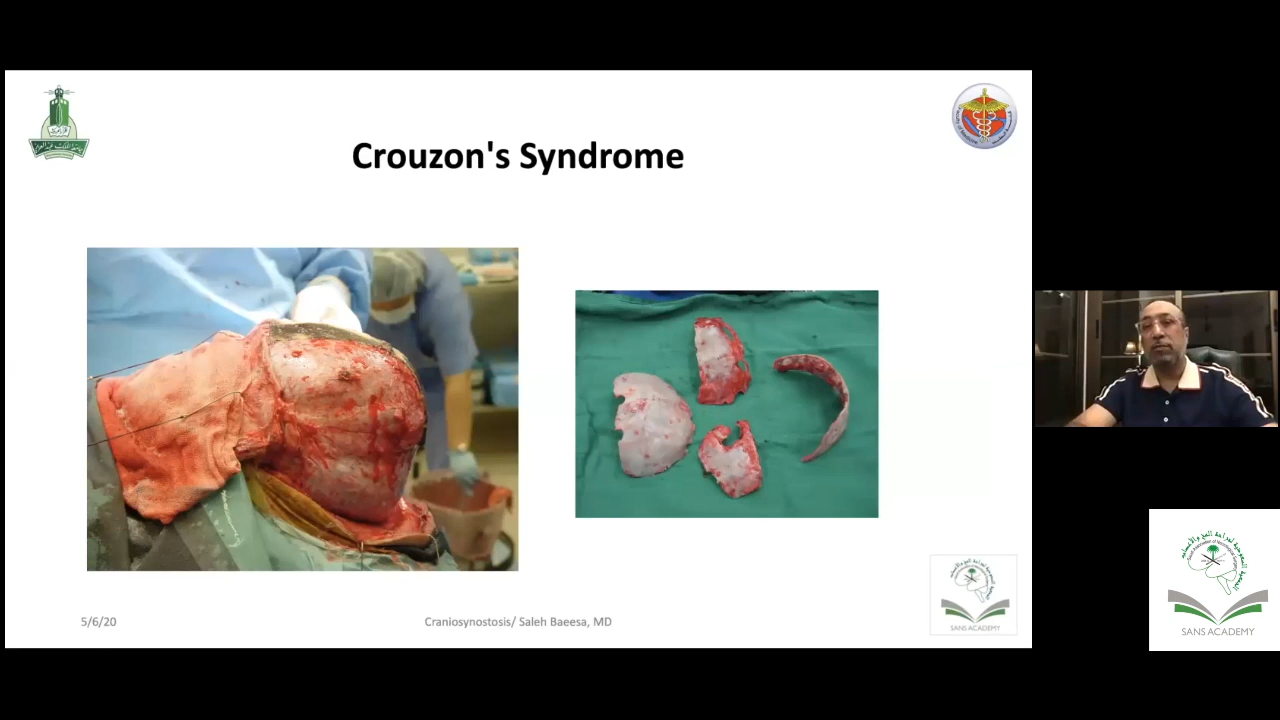 Crouzon's Syndrome
5/6/20
Craniosynostosis/ Saleh Baeesa, MD
SANS ACADEMY
SANS ACADEMY